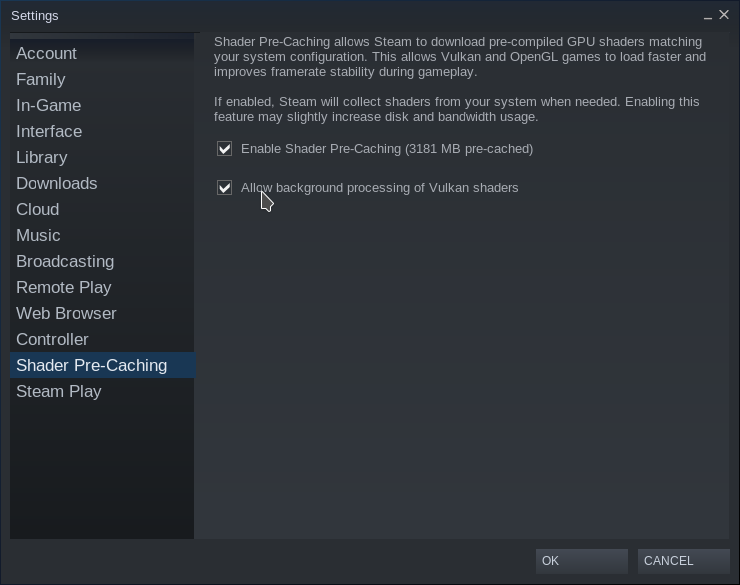 Settings
Account
Family
In-Game
Interface
Library
Downloads
Cloud
Music
Broadcasting
Remote Play
Web Browser
Controller
Shader Pre-Caching
Steam Play
Shader Pre-Caching allows Steam to download pre-compiled GPU shaders matching
your system configuration. This allows Vulkan and OpenGL games to load faster and
improves framerate stability during gameplay.
If enabled, Steam will collect shaders from your system when needed. Enabling this
feature may slightly increase disk and bandwidth usage.
Enable Shader Pre-Caching (3181 MB pre-cached)
Allow background processing of Vulkan shaders
OK
CANCEL